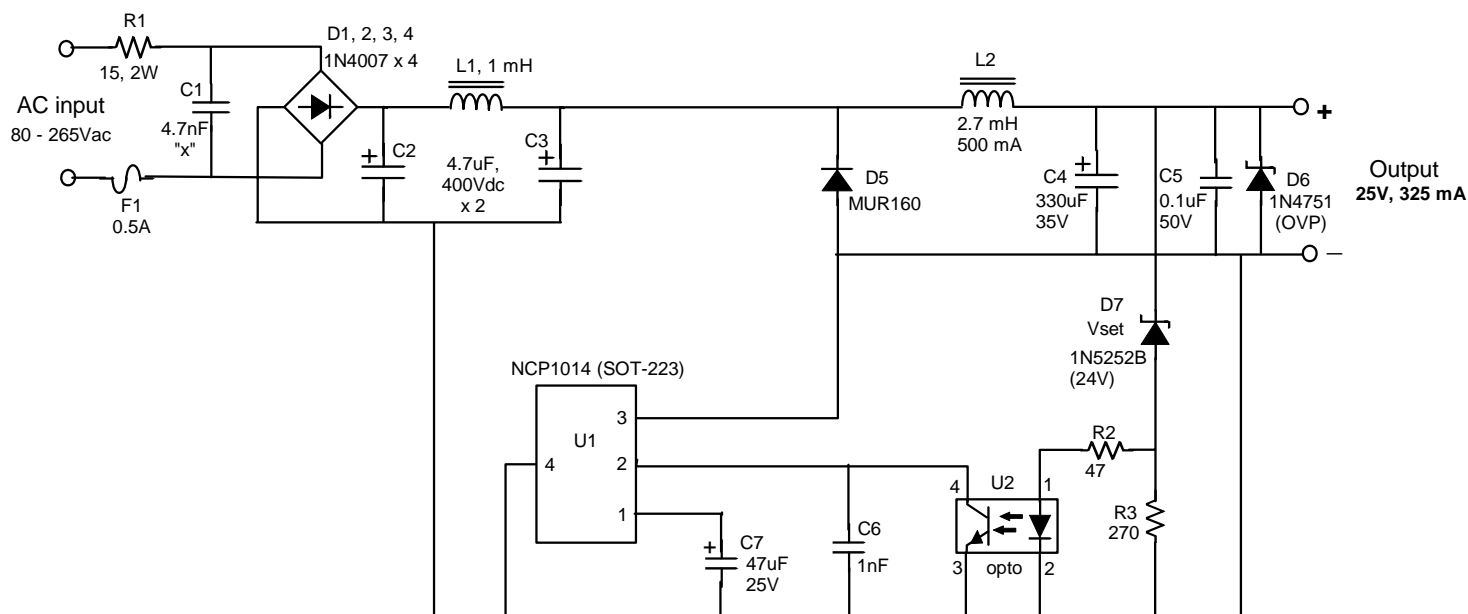 R1
15, 2W
AC input
80 - 265Vac
F1
0.5A
C1
4.7nF
"x"
D1, 2, 3, 4
1N4007 x 4
L1, 1 mH
+
C2
4.7uF,
400Vdc
x 2
C3
+
D5
MUR160
L2
2.7 mH
500 mA
+
C4
330uF
35V
C5
0.1uF
50V
D6
1N4751
(OVP)
+
Output
25V, 325 mA
–
D7
Vset
1N5252B
(24V)
NCP1014 (SOT-223)
U1
3
4
2
1
+
C7
47uF
25V
C6
1nF
R2
47
U2
4
1
3
opto
2
R3
270